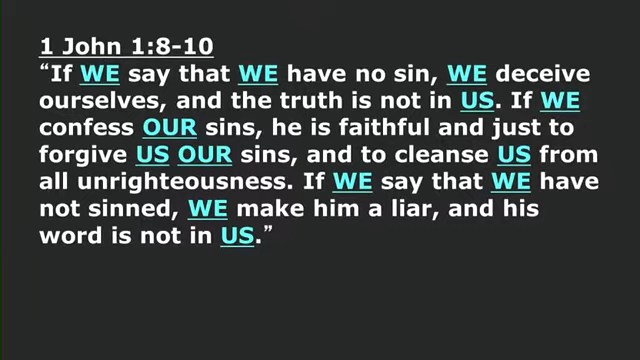 1 John 1:8-10
“If WE say that WE have no sin, WE deceive
ourselves, and the truth is not in US. If WE
confess OUR sins, he is faithful and just to
forgive US OUR sins, and to cleanse US from
all unrighteousness. If WE say that WE have
not sinned, WE make him a liar, and his
word is not in US.”